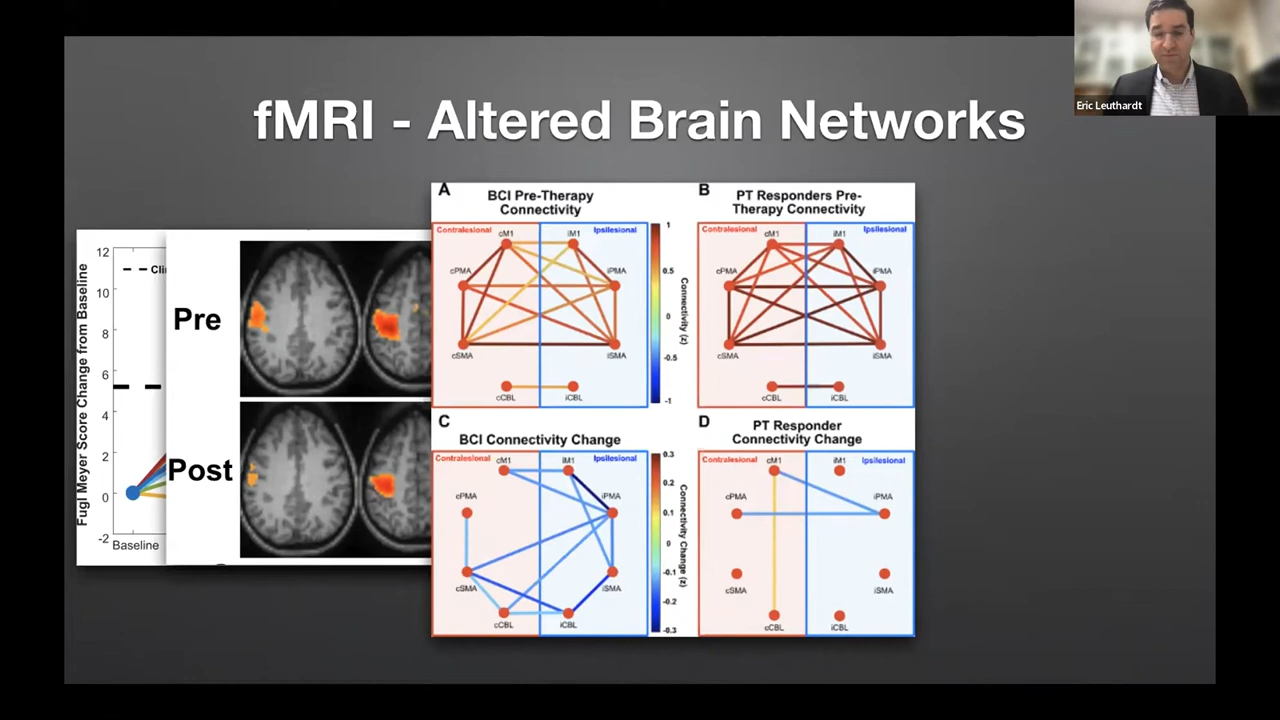 Eric Leuthardt
fMRI - Altered Brain Networks
Fugl Meyer Score Change from Baseline
12
10
8
6
4
2
0
-2
Baseline
Pre
Post
A
BCI Pre-Therapy
Connectivity
Contralesional
Ipsilesional
cM1
iM1
cPMA
iPMA
cSMA
iSMA
cCBL
iCBL
1
0.5
0
-0.5
-1
Connectivity (z)
B
PT Responders Pre-
Therapy Connectivity
Contralesional
Ipsilesional
cM1
iM1
cPMA
iPMA
cSMA
iSMA
cCBL
iCBL
C
BCI Connectivity Change
Contralesional
Ipsilesional
cM1
iM1
cPMA
iPMA
cSMA
iSMA
cCBL
iCBL
0.3
0.2
0.1
0
-0.1
-0.2
-0.3
Connectivity Change (z)
D
PT Responder
Connectivity Change
Contralesional
Ipsilesional
cM1
iM1
cPMA
iPMA
cSMA
iSMA
cCBL
iCBL